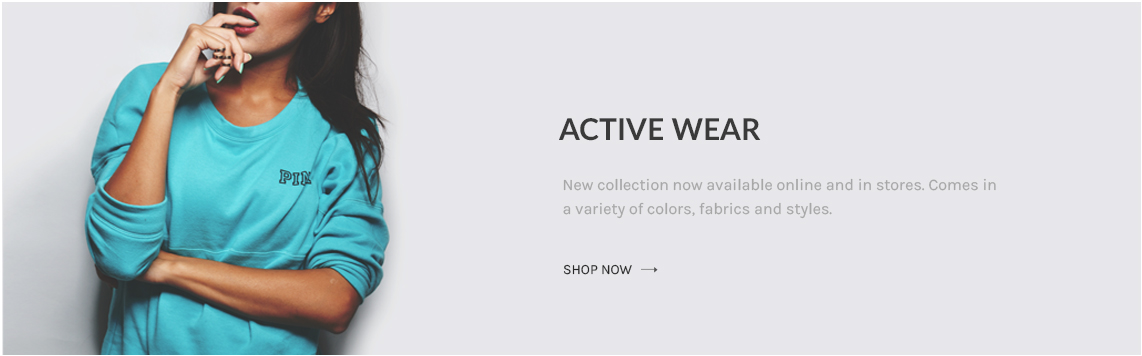 PIN
ACTIVE WEAR
New collection now available online and in stores. Comes in
a variety of colors, fabrics and styles.
SHOP NOW →